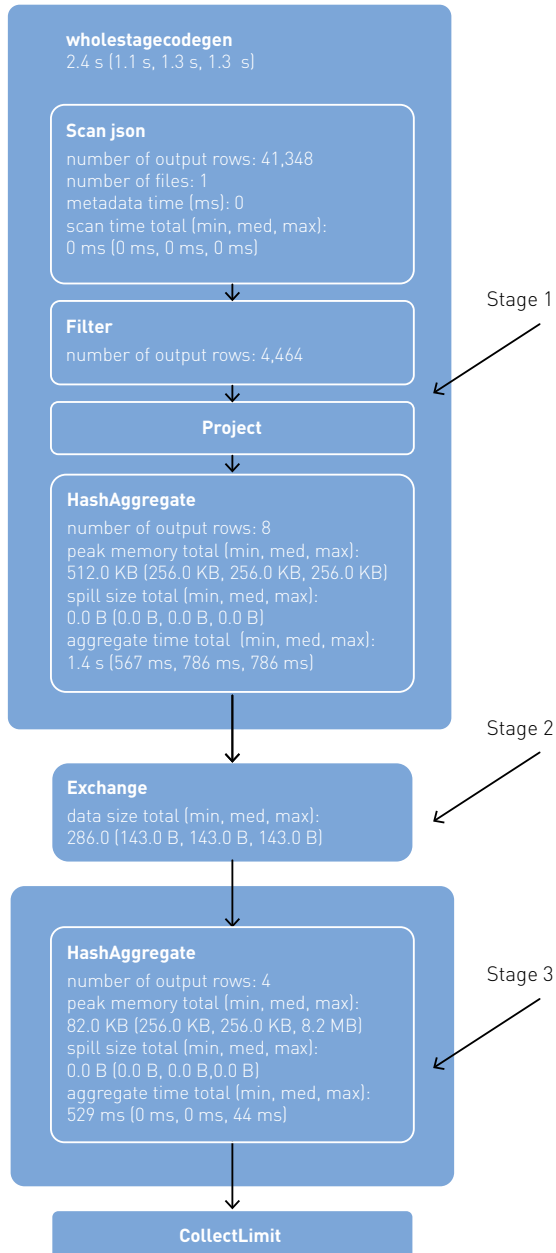 wholestagecodegen
2.4 s (1.1 s, 1.3 s, 1.3 s)
Scan json
number of output rows: 41,348
number of files: 1
metadata time (ms): 0
scan time total (min, med, max):
0 ms (0 ms, 0 ms, 0 ms)
Stage 1
Filter
number of output rows: 4,464
Project
HashAggregate
number of output rows: 8
peak memory total (min, med, max):
512.0 KB (256.0 KB, 256.0 KB, 256.0 KB)
spill size total (min, med, max):
0.0 B (0.0 B, 0.0 B, 0.0 B)
aggregate time total (min, med, max):
1.4 s (567 ms, 786 ms, 786 ms)
Stage 2
Exchange
data size total (min, med, max):
286.0 (143.0 B, 143.0 B, 143.0 B)
HashAggregate
number of output rows: 4
peak memory total (min, med, max):
82.0 KB (256.0 KB, 256.0 KB, 8.2 MB)
spill size total (min, med, max):
0.0 B (0.0 B, 0.0 B,0.0 B)
aggregate time total (min, med, max):
529 ms (0 ms, 0 ms, 44 ms)
Stage 3
CollectLimit